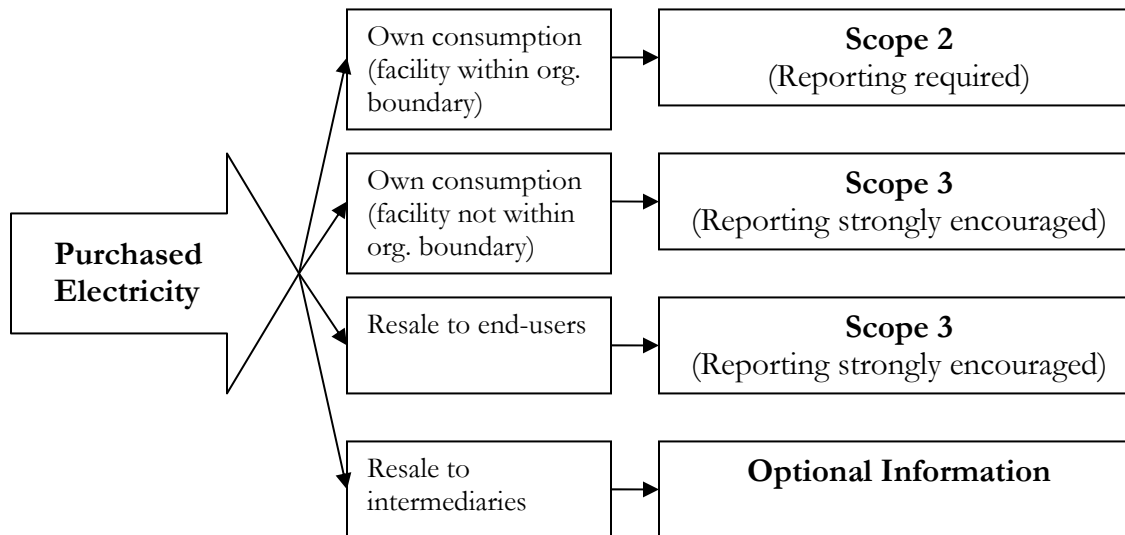 Own consumption
(facility within org.
boundary)
Scope 2
(Reporting required)
Own consumption
(facility not within
org. boundary)
Scope 3
(Reporting strongly encouraged)
Purchased
Electricity
Resale to end-users
Scope 3
(Reporting strongly encouraged)
Resale to
intermediaries
Optional Information